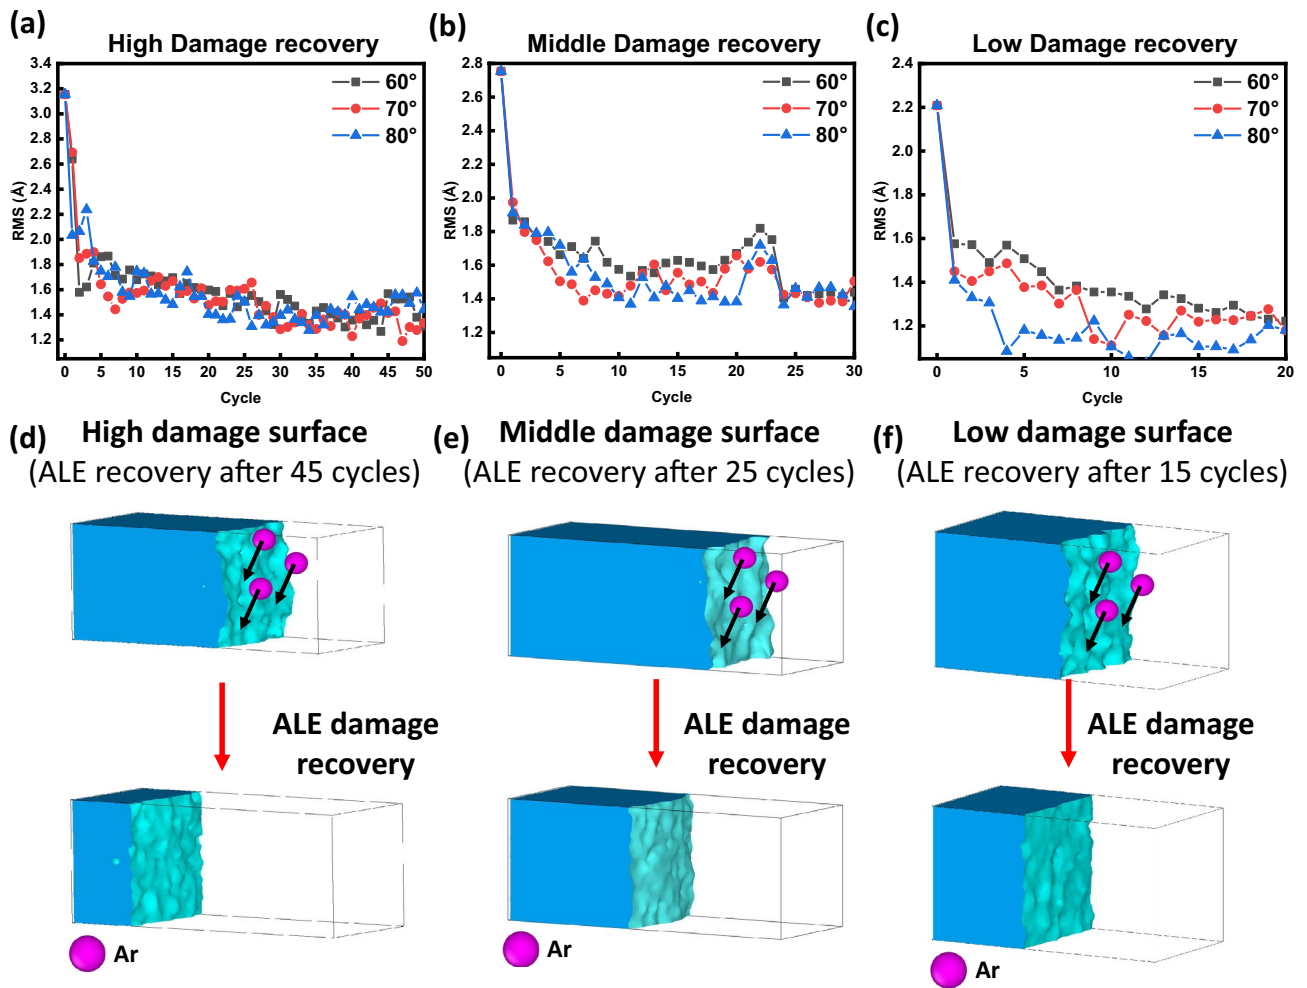 (a)
High Damage recovery
3.4
3.2
3.0
2.8
2.6
2.4
2.2
2.0
1.8
1.6
1.4
1.2
RMS (Å)
60°
70°
80°
0 5 10 15 20 25 30 35 40 45 50
Cycle
(b)
Middle Damage recovery
2.8
2.6
2.4
2.2
2.0
1.8
1.6
1.4
1.2
RMS (Å)
60°
70°
80°
0 5 10 15 20 25 30
Cycle
(c)
Low Damage recovery
2.4
2.2
2.0
1.8
1.6
1.4
1.2
RMS (Å)
60°
70°
80°
0 5 10 15 20
Cycle
(d)
High damage surface
(ALE recovery after 45 cycles)
ALE damage
recovery
Ar
(e)
Middle damage surface
(ALE recovery after 25 cycles)
ALE damage
recovery
Ar
(f)
Low damage surface
(ALE recovery after 15 cycles)
ALE damage
recovery
Ar